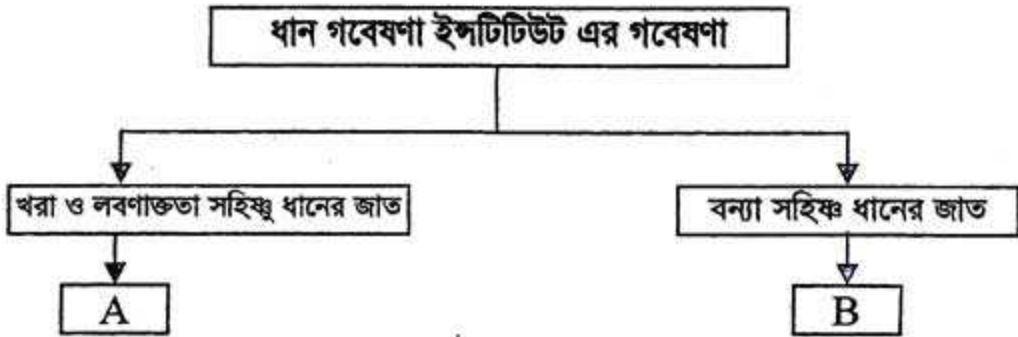 ধান গবেষণা ইন্সটিটিউট এর গবেষণা
খরা ও লবণাক্ততা সহিষ্ণু ধানের জাত
বন্যা সহিষ্ণ ধানের জাত
A
B